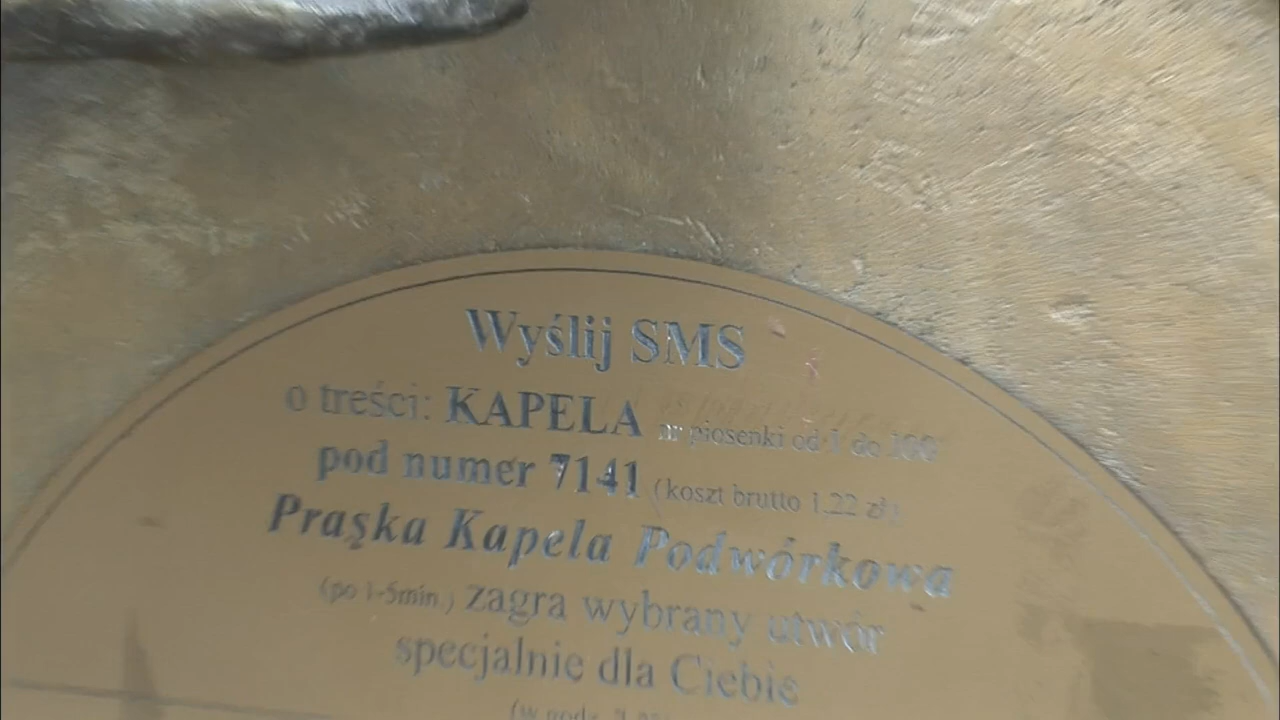 Wyślij SMS
o treści: KAPELA nr piosenki od 1 do 100
pod numer 7141 (koszt brutto 1,22 zł)
Praska Kapela Podwórkowa
(po 1-5min.) zagra wybrany utwór
specjalnie dla Ciebie
(w godz.